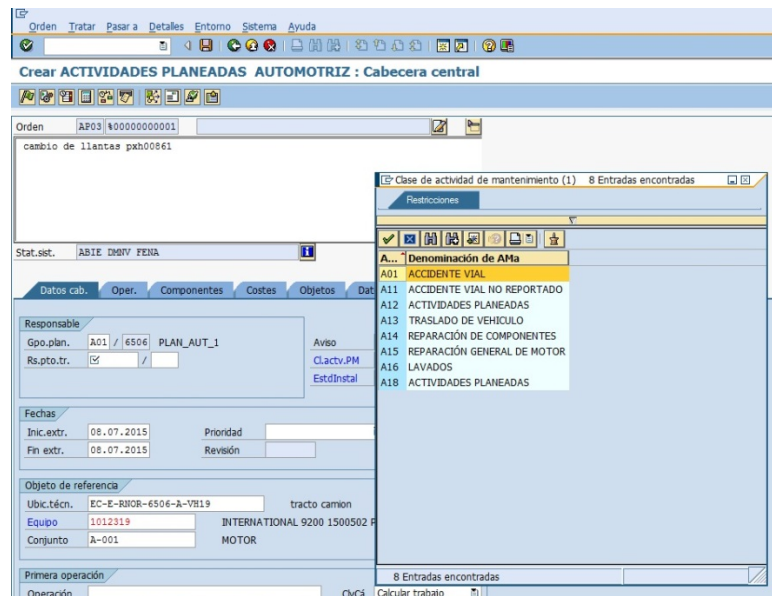 Orden Tratar Pasar a Detalles Entorno Sistema Ayuda
Crear ACTIVIDADES PLANEADAS AUTOMOTRIZ : Cabecera central
Orden AP03 %00000000001
cambio de llantas pxh00861
Stat.sist. ABIE DMNV FENA
Datos cab. Oper. Componentes Costes Objetos Dat
Responsable
Gpo.plan. A01 / 6506 PLAN_AUT_1 Aviso
Rs.pto.tr. / Cl.actv.PM
EstdInstal
Fechas
Inic.extr. 08.07.2015 Prioridad
Fin extr. 08.07.2015 Revisión
Objeto de referencia
Ubic.técn. EC-E-RNOR-6506-A-VH19 tracto camion
Equipo 1012319 INTERNATIONAL 9200 1500502 P
Conjunto A-001 MOTOR
Primera operación
Operación ClvCá Calcular trabajo
Clase de actividad de mantenimiento (1) 8 Entradas encontradas
Restricciones
A... Denominación de AMa
A01 ACCIDENTE VIAL
A11 ACCIDENTE VIAL NO REPORTADO
A12 ACTIVIDADES PLANEADAS
A13 TRASLADO DE VEHICULO
A14 REPARACIÓN DE COMPONENTES
A15 REPARACIÓN GENERAL DE MOTOR
A16 LAVADOS
A18 ACTIVIDADES PLANEADAS
8 Entradas encontradas